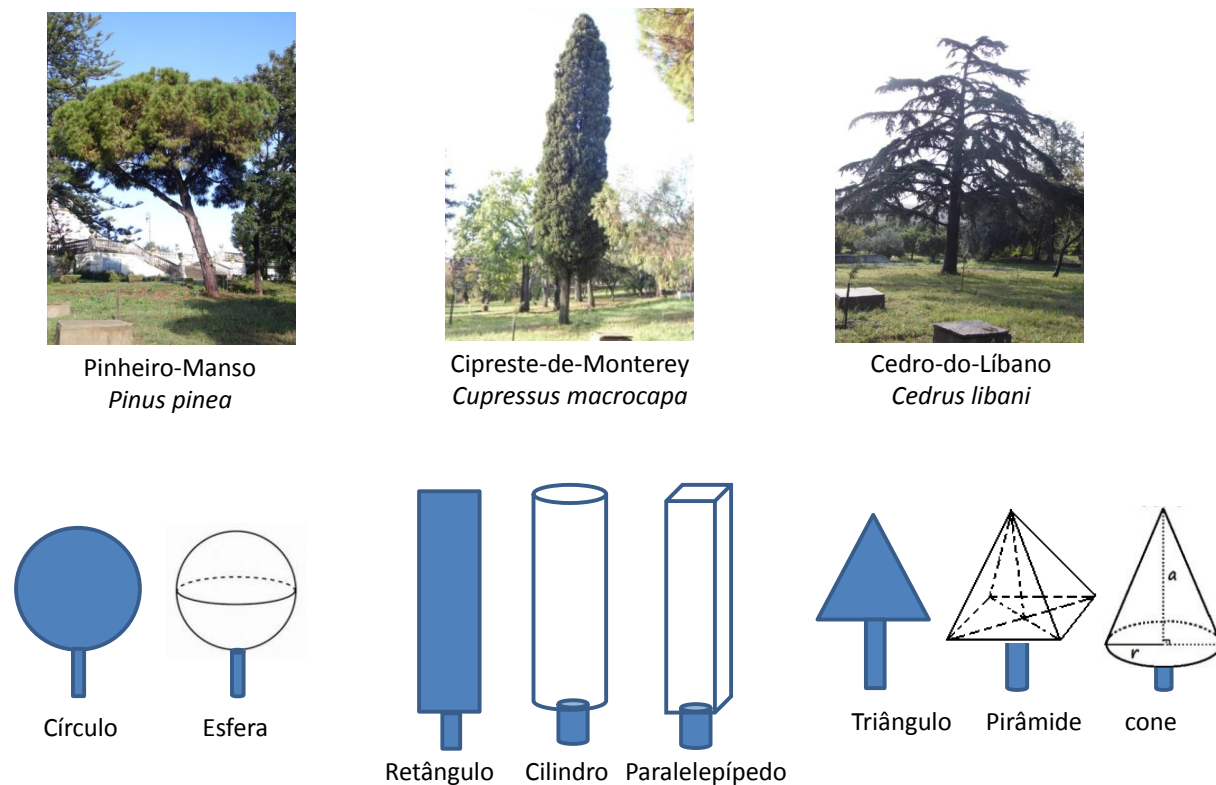 Pinheiro-Manso
Pinus pinea
Cipreste-de-Monterey
Cupressus macrocapa
Cedro-do-Líbano
Cedrus libani
a
r
Círculo
Esfera
Retângulo
Cilindro
Paralelepípedo
Triângulo
Pirâmide
cone